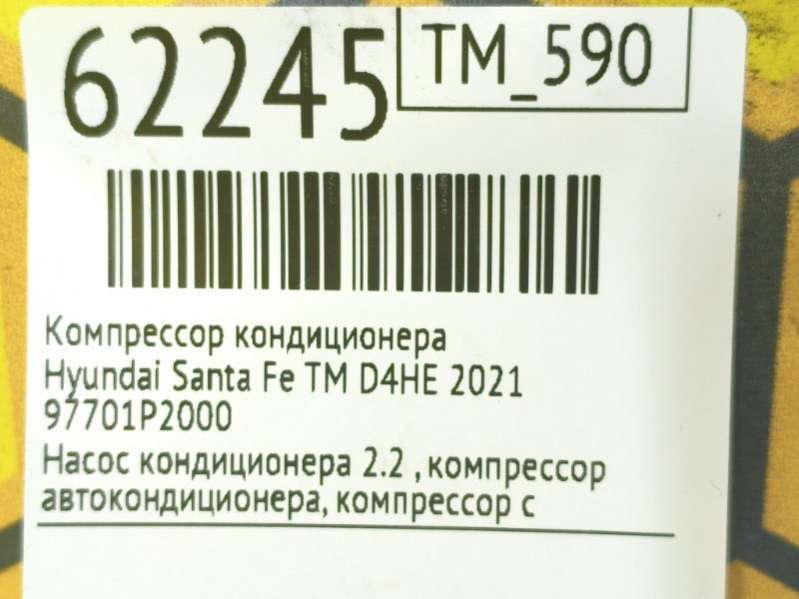 62245
TM_590
Компрессор кондиционера
Hyundai Santa Fe TM D4HE 2021
97701P2000
Насос кондиционера 2.2 , компрессор
автокондиционера, компрессор с